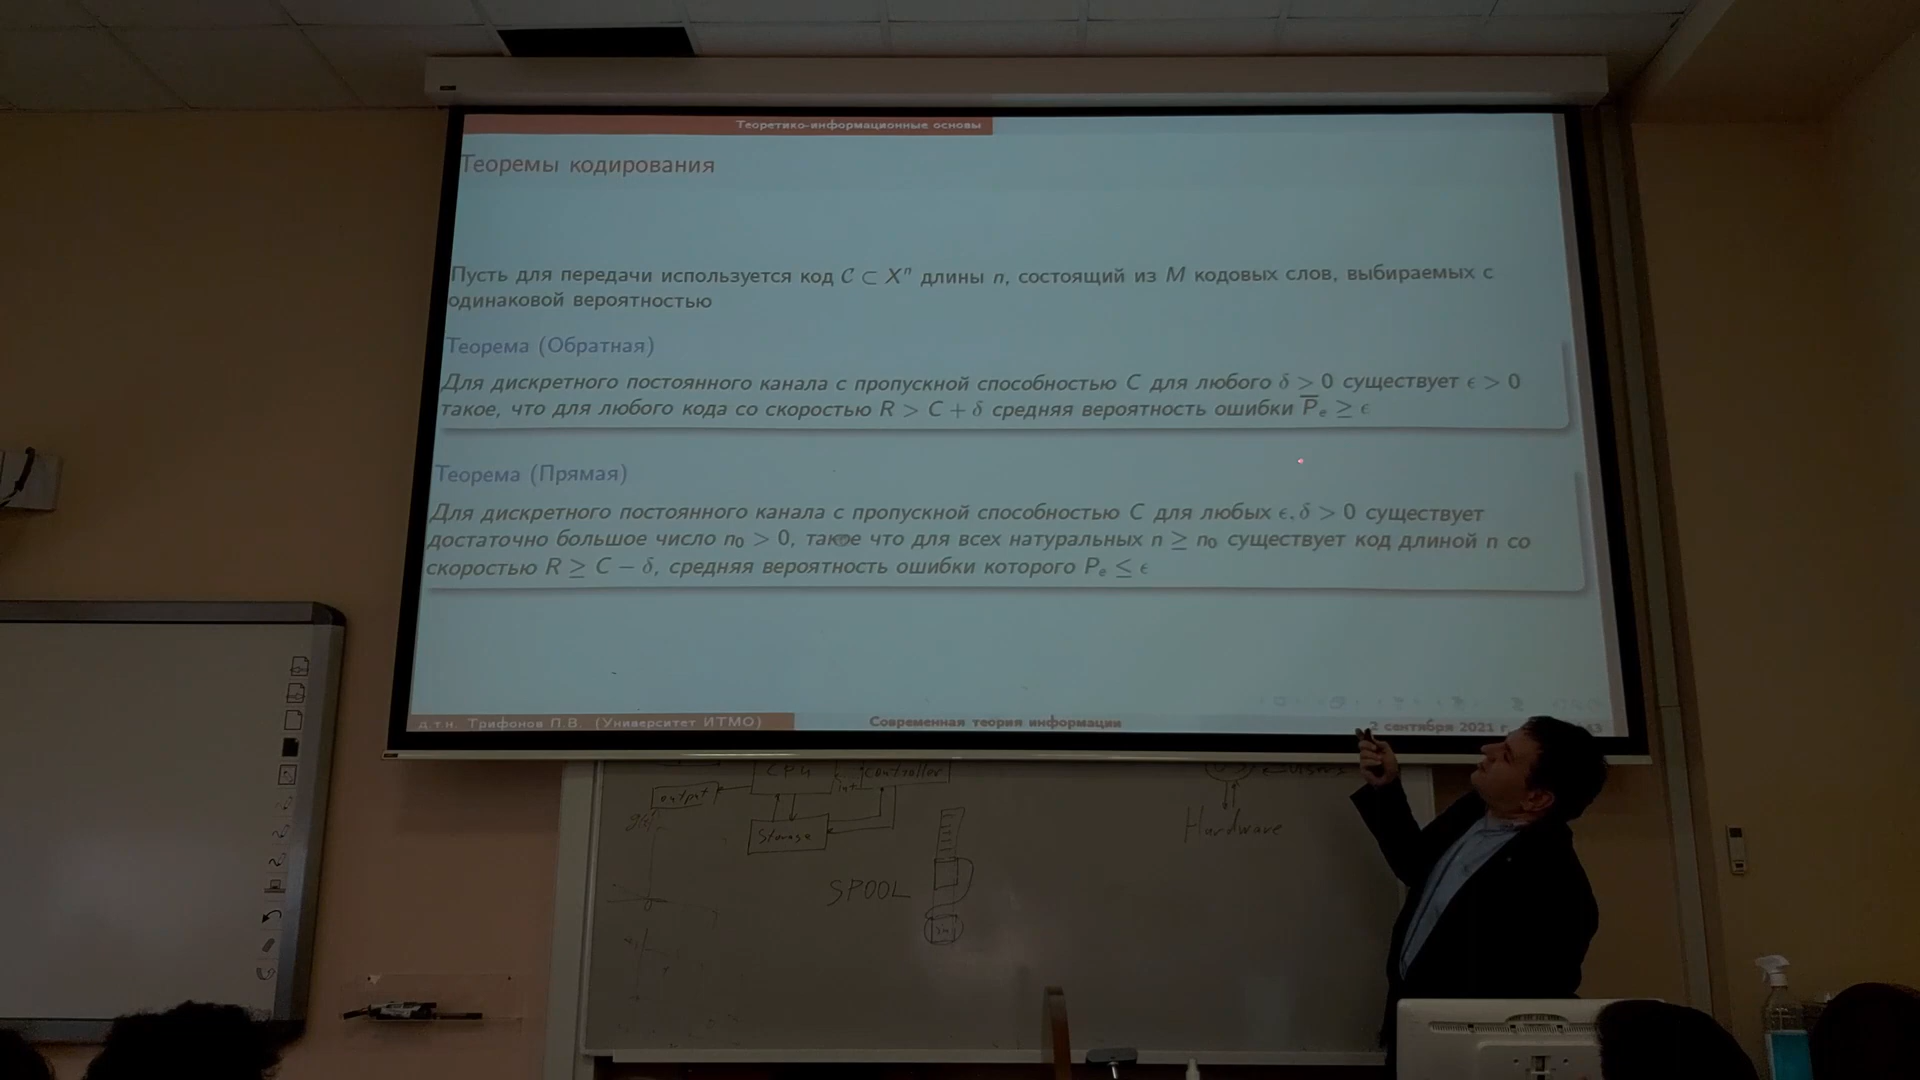 Теоретико-информационные основы
Теоремы кодирования
Пусть для передачи используется код C ⊂ Xⁿ длины n, состоящий из M кодовых слов, выбираемых с
одинаковой вероятностью
Теорема (Обратная)
Для дискретного постоянного канала с пропускной способностью C для любого δ > 0 существует ϵ > 0
такое, что для любого кода со скоростью R > C + δ средняя вероятность ошибки P̅ₑ ≥ ϵ
Теорема (Прямая)
Для дискретного постоянного канала с пропускной способностью C для любых ϵ, δ > 0 существует
достаточно большое число n₀ > 0, такое что для всех натуральных n ≥ n₀ существует код длиной n со
скоростью R ≥ C − δ, средняя вероятность ошибки которого Pₑ ≤ ϵ
д.т.н. Трифонов П.В. (Университет ИТМО)
Современная теория информации
2 сентября 2021 г.
CPU
Controller
output
Storage
Hardware
SPOOL